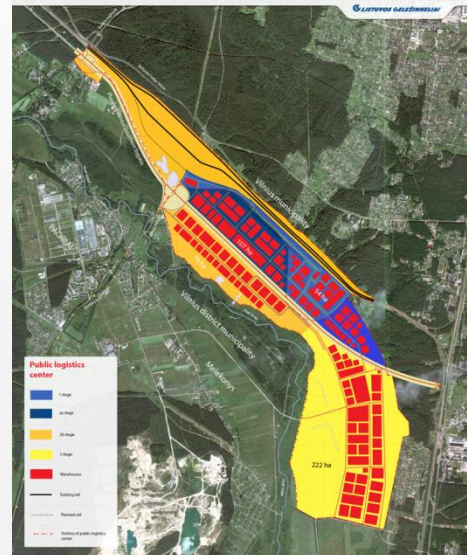 LIETUVOS GELEŽINKELIAI
Vilnius municipality
107 ha
54 ha
Vilnius district municipality
Melekonys
222 ha
Public logistics
center
1 stage
2a stage
2b stage
3 stage
Warehouses
Existing rail
Planned rail
Territory of public logistics
center